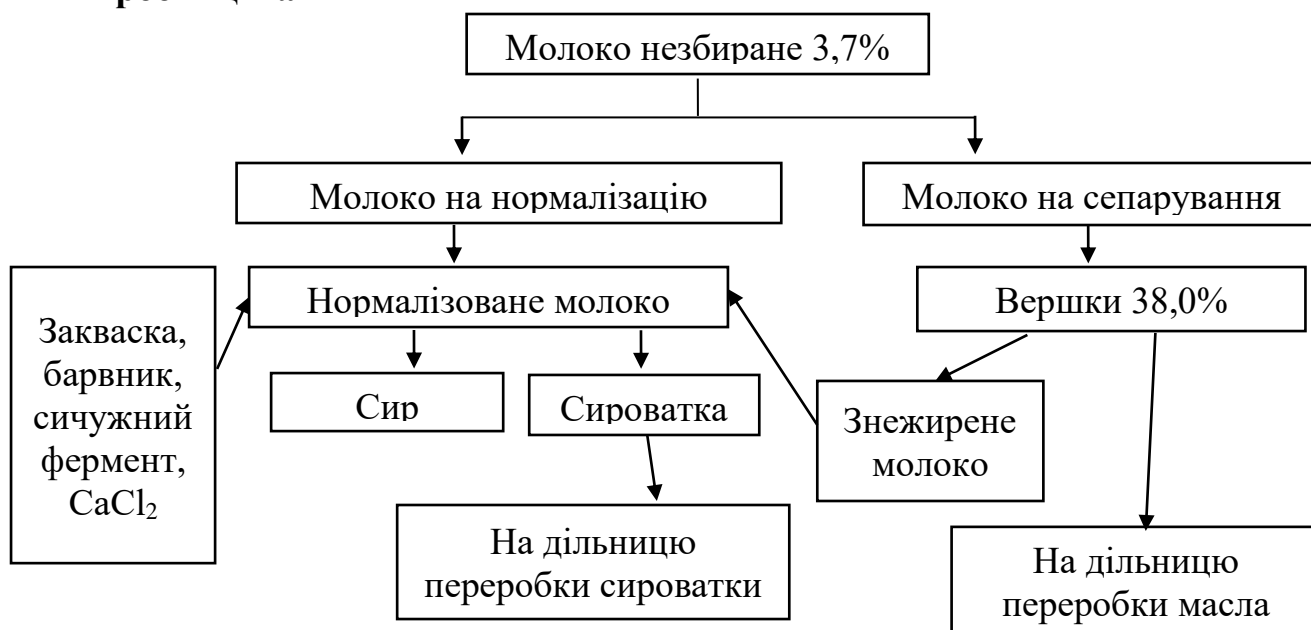 Молоко незбиране 3,7%
Молоко на нормалізацію
Молоко на сепарування
Закваска,
барвник,
сичужний
фермент,
CaCl₂
Нормалізоване молоко
Вершки 38,0%
Сир
Сироватка
Знежирене
молоко
На дільницю
переробки сироватки
На дільницю
переробки масла